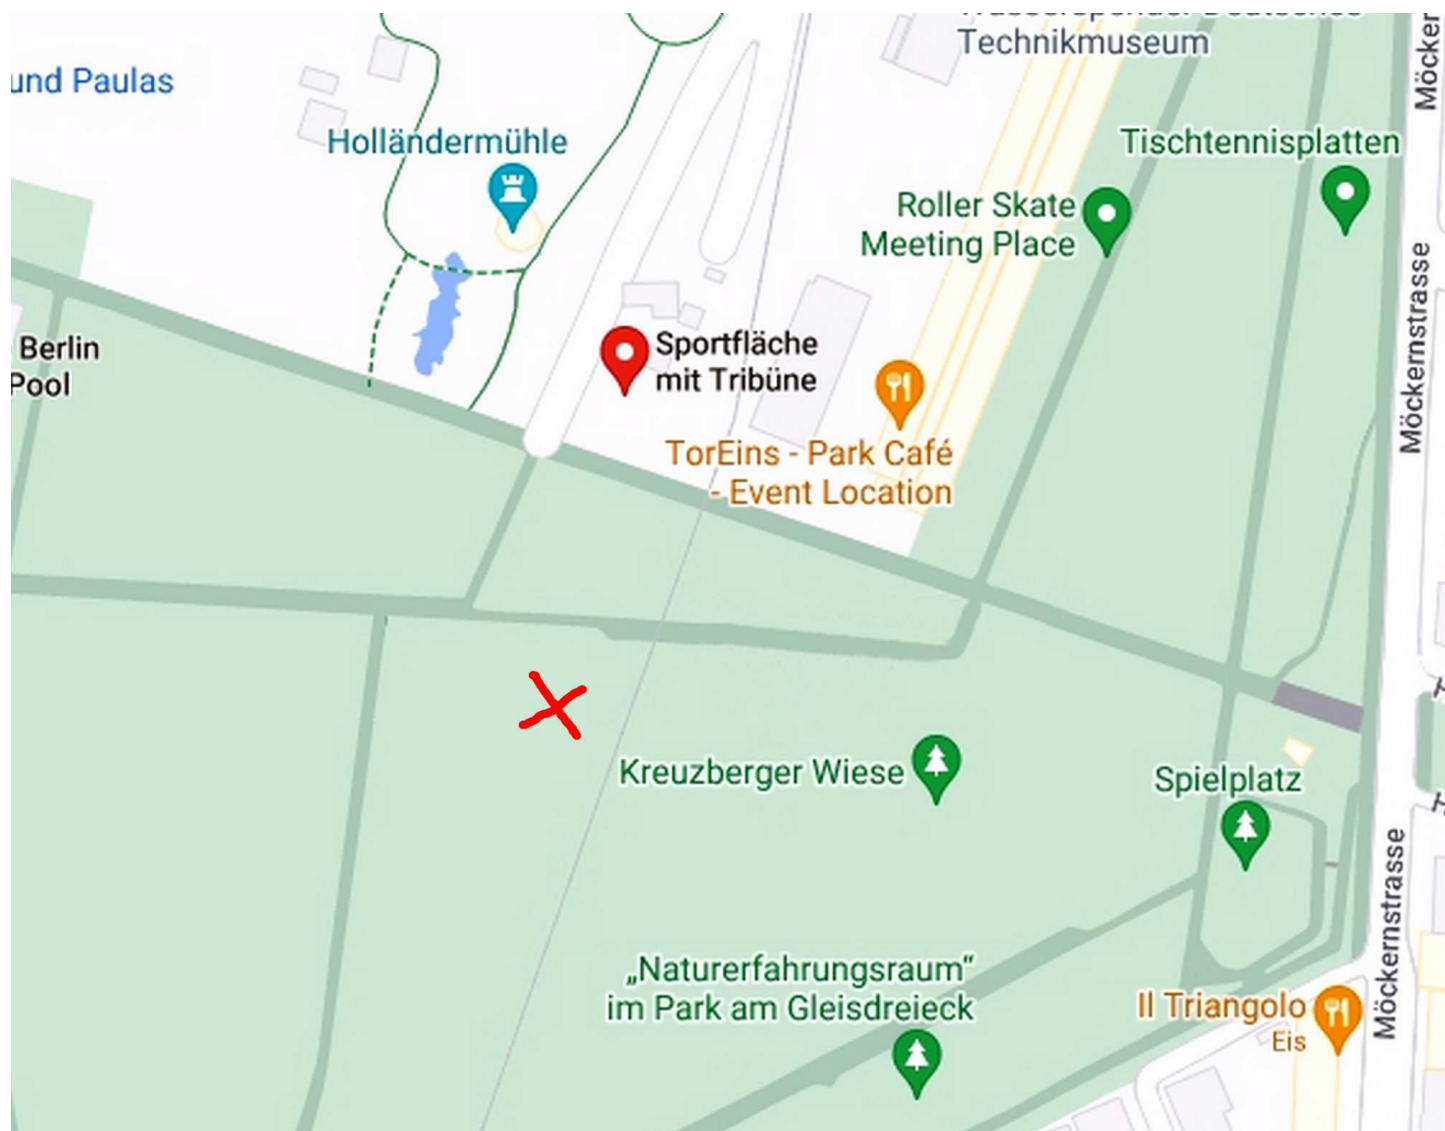 Technikmuseum
und Paulas
Holländermühle
Tischtennisplatten
Roller Skate
Meeting Place
Berlin
Pool
Sportfläche
mit Tribüne
TorEins - Park Café
- Event Location
Möckernstrasse
Kreuzberger Wiese
Spielplatz
„Naturerfahrungsraum“
im Park am Gleisdreieck
Il Triangolo
Eis
Möckernstrasse